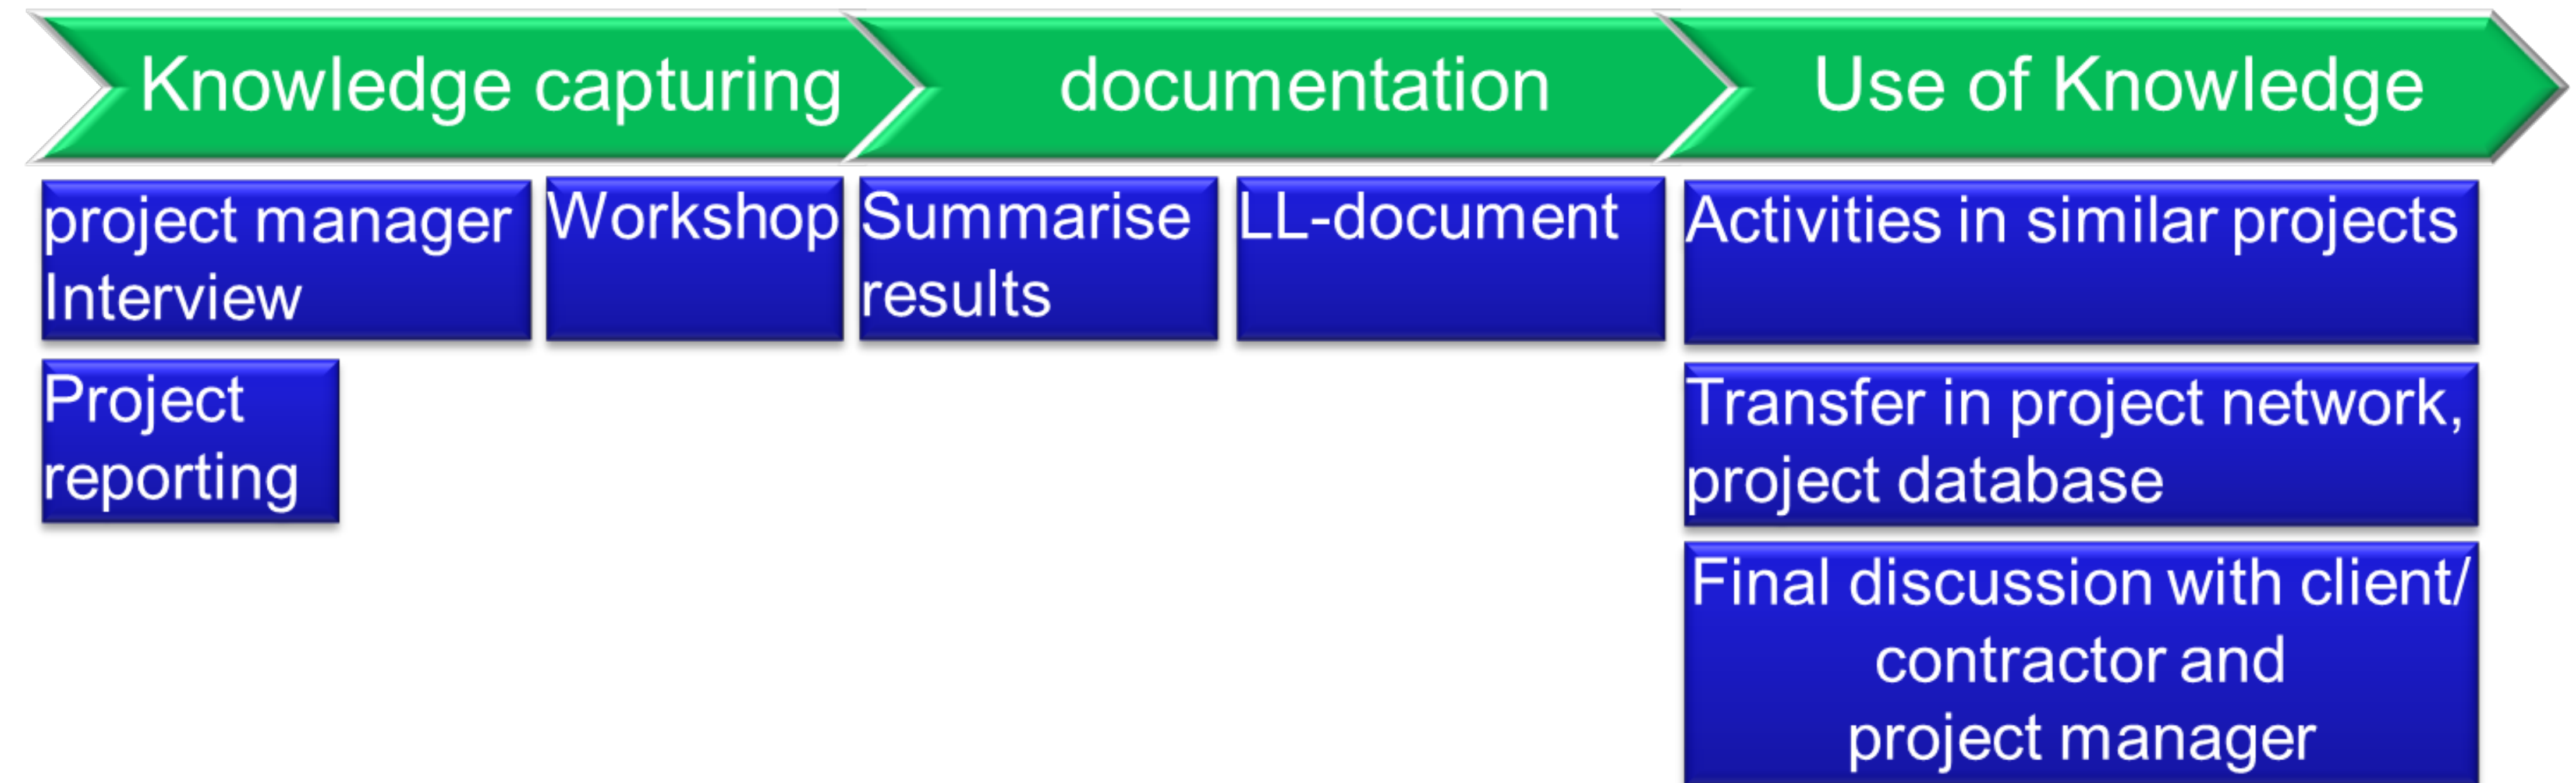 Knowledge capturing
documentation
Use of Knowledge
project manager
Interview
Workshop
Summarise
results
LL-document
Activities in similar projects
Project
reporting
Transfer in project network,
project database
Final discussion with client/
contractor and
project manager